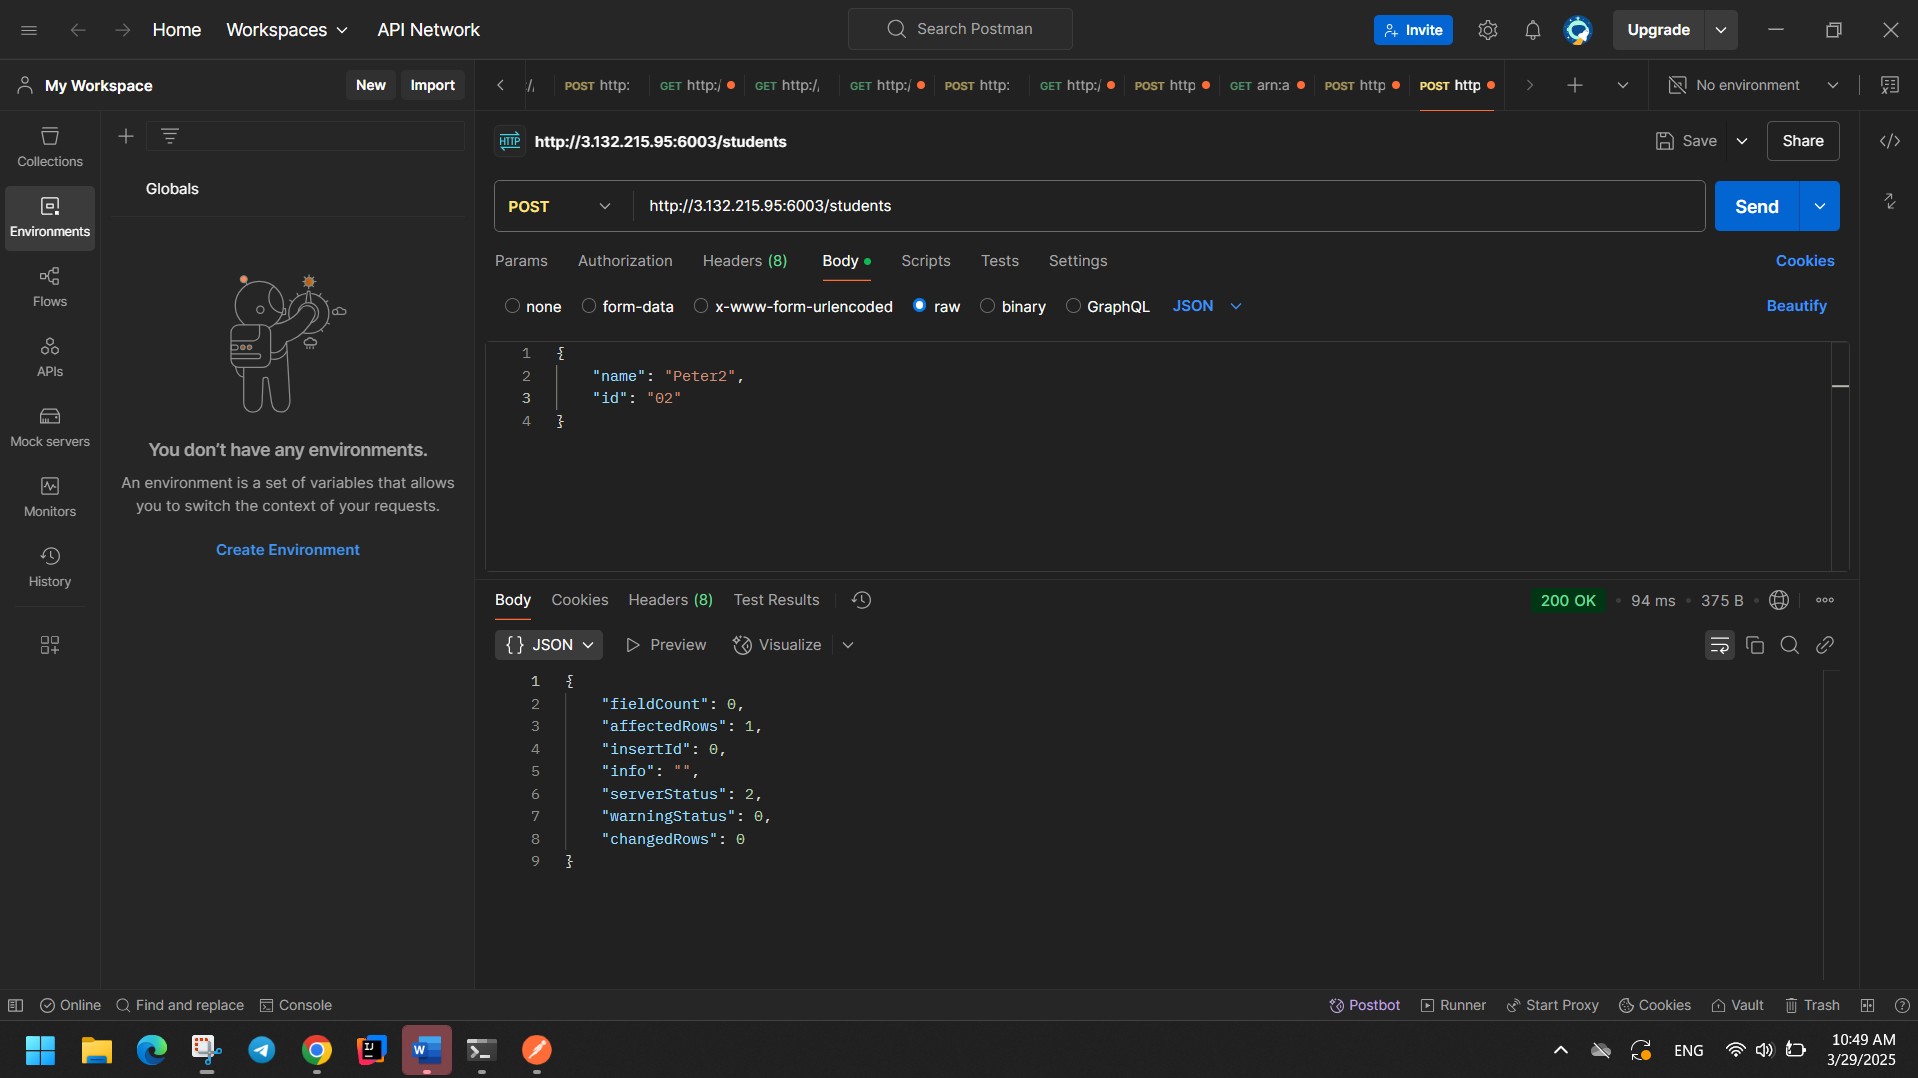 Home Workspaces API Network Search Postman Invite Upgrade
My Workspace New Import
POST http: GET http:/ GET http:/ GET http:/ POST http: GET http:/ POST http GET arn:a POST http POST http No environment
Collections
Environments
Flows
APIs
Mock servers
Monitors
History
Globals
You don't have any environments.
An environment is a set of variables that allows
you to switch the context of your requests.
Create Environment
HTTP http://3.132.215.95:6003/students Save Share
POST http://3.132.215.95:6003/students Send
Params Authorization Headers (8) Body Scripts Tests Settings Cookies
none form-data x-www-form-urlencoded raw binary GraphQL JSON Beautify
1 {
2 "name": "Peter2",
3 "id": "02"
4 }
Body Cookies Headers (8) Test Results 200 OK 94 ms 375 B
{} JSON Preview Visualize
1 {
2 "fieldCount": 0,
3 "affectedRows": 1,
4 "insertId": 0,
5 "info": "",
6 "serverStatus": 2,
7 "warningStatus": 0,
8 "changedRows": 0
9 }
Online Find and replace Console Postbot Runner Start Proxy Cookies Vault Trash
ENG 10:49 AM
3/29/2025